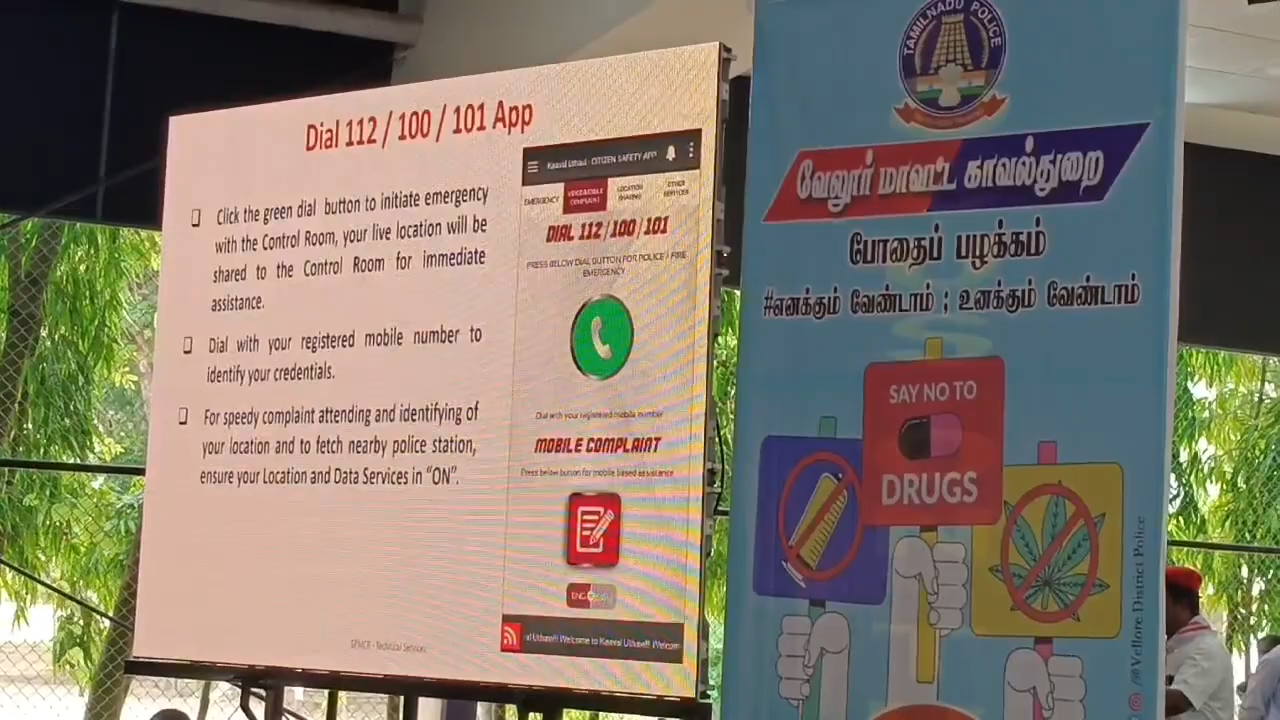 Dial 112 / 100 / 101 App
Click the green dial button to initiate emergency
with the Control Room, your live location will be
shared to the Control Room for immediate
assistance.
Dial with your registered mobile number to
identify your credentials.
For speedy complaint attending and identifying of
your location and to fetch nearby police station,
ensure your Location and Data Services in “ON”.
Kaaval Uthavi - CITIZEN SAFETY APP
EMERGENCY
COMPLAINT
LOCATION
SHARING
OTHER
SERVICES
DIAL 112 / 100 / 101
PRESS BELOW DIAL BUTTON FOR POLICE / FIRE
EMERGENCY
Dial with your registered mobile number
MOBILE COMPLAINT
Press below button for mobile based assistance
ENG
al Uthavi!! Welcome to Kaaval Uthavi!! Welcom
Technical Services
TAMILNADU POLICE
வேலூர் மாவட்ட காவல்துறை
போதைப் பழக்கம்
#எனக்கும் வேண்டாம் ; உனக்கும் வேண்டாம்
SAY NO TO
DRUGS
/@Vellore District Police